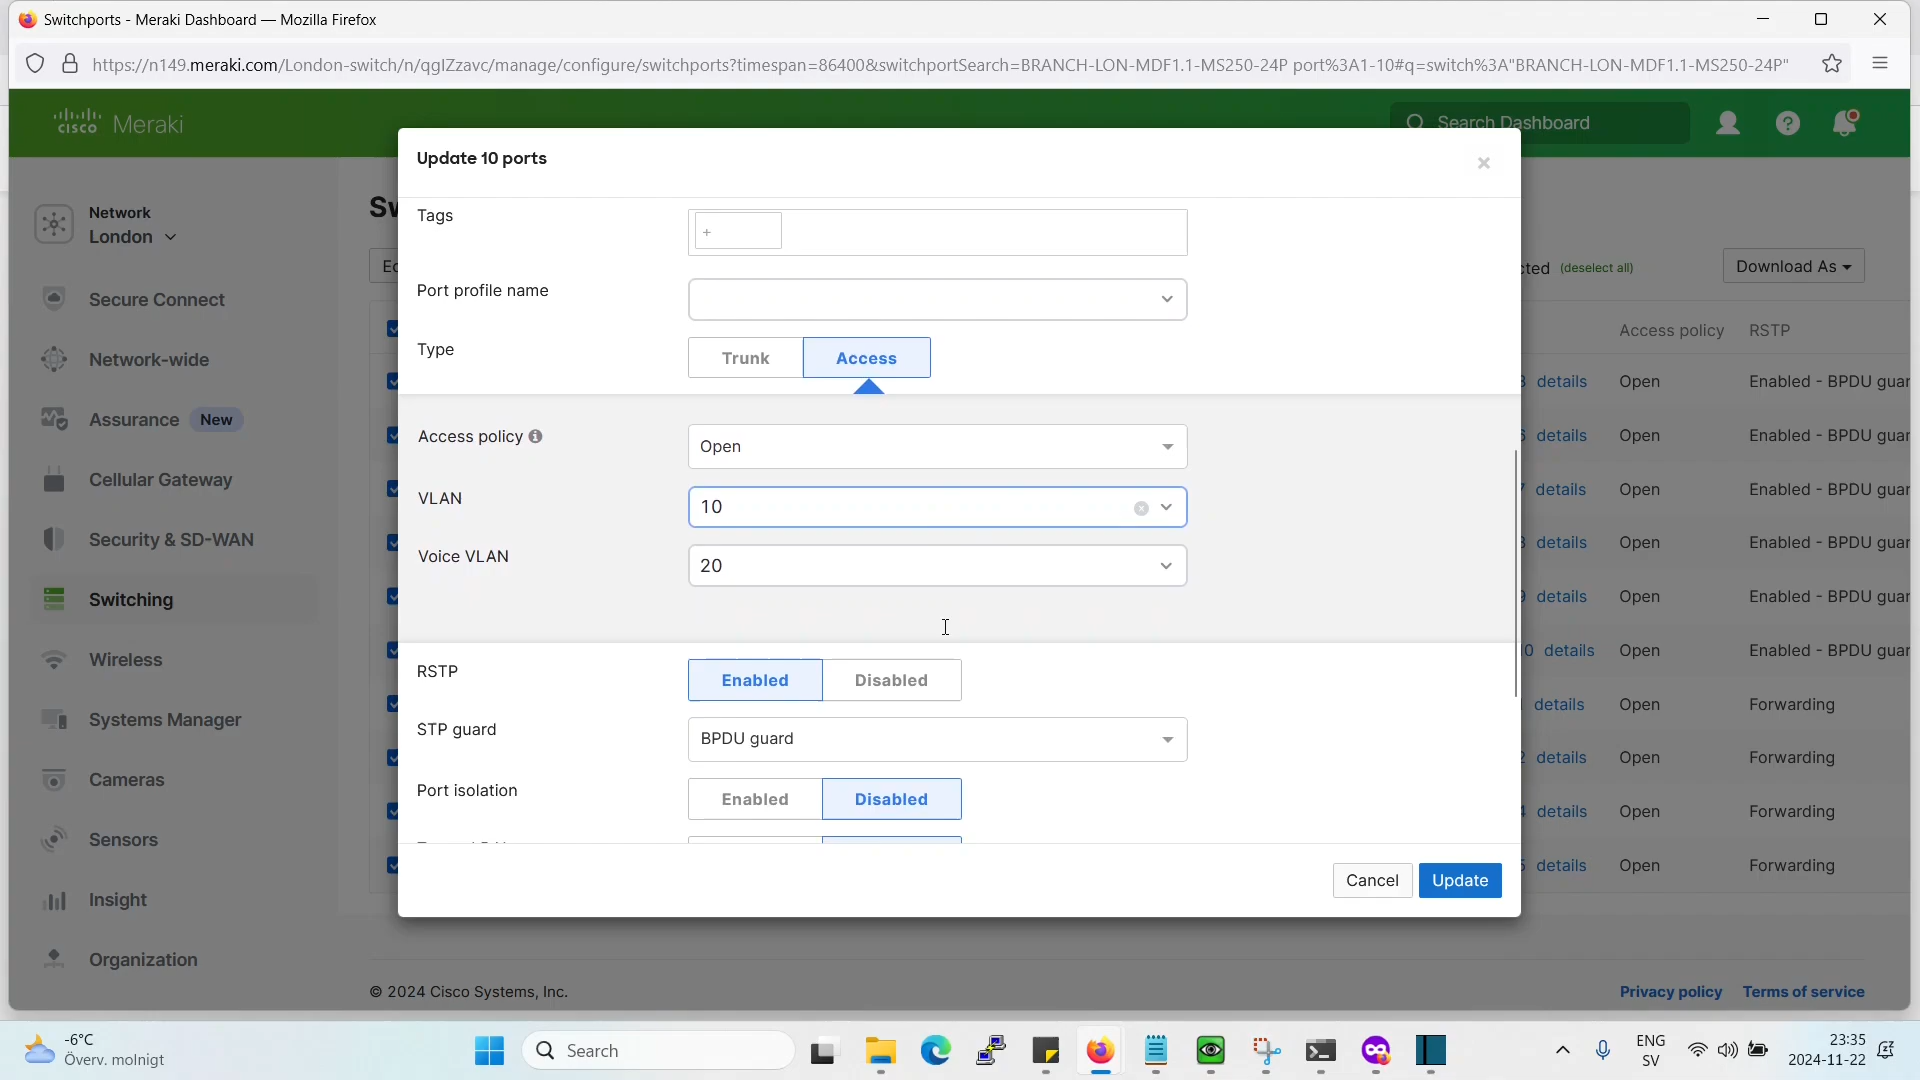 Switchports - Meraki Dashboard — Mozilla Firefox
https://n149.meraki.com/London-switch/n/qgIZzavc/manage/configure/switchports?timespan=86400&switchportSearch=BRANCH-LON-MDF1.1-MS250-24P port%3A1-10#q=switch%3A"BRANCH-LON-MDF1.1-MS250-24P"
cisco Meraki
Search Dashboard
Update 10 ports
Network
London
Secure Connect
Network-wide
Assurance New
Cellular Gateway
Security & SD-WAN
Switching
Wireless
Systems Manager
Cameras
Sensors
Insight
Organization
Tags
+
Port profile name
Type
Trunk Access
Access policy
Open
VLAN
10
Voice VLAN
20
RSTP
Enabled Disabled
STP guard
BPDU guard
Port isolation
Enabled Disabled
Cancel Update
(deselect all) Download As
Access policy RSTP
details Open Enabled - BPDU guar
details Open Enabled - BPDU guar
details Open Enabled - BPDU guar
details Open Enabled - BPDU guar
details Open Enabled - BPDU guar
details Open Enabled - BPDU guar
details Open Forwarding
details Open Forwarding
details Open Forwarding
details Open Forwarding
© 2024 Cisco Systems, Inc.
Privacy policy Terms of service
-6°C
Överv. molnigt
Search
ENG
SV
23:35
2024-11-22